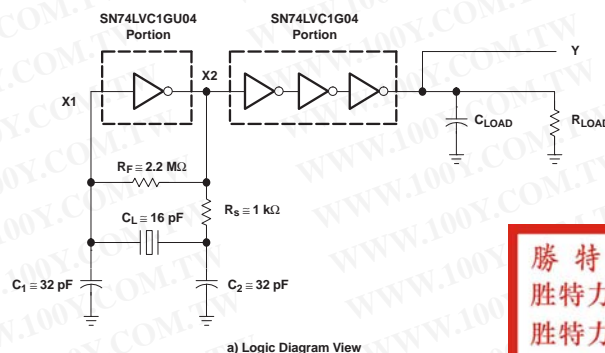 SN74LVC1GU04
Portion
SN74LVC1G04
Portion
Y
X1
X2
CLOAD
RLOAD
RF ≅ 2.2 MΩ
CL ≅ 16 pF
Rs ≅ 1 kΩ
C1 ≅ 32 pF
C2 ≅ 32 pF
a) Logic Diagram View
勝 特
胜特力
胜特力
WWW.100Y.COM.TW